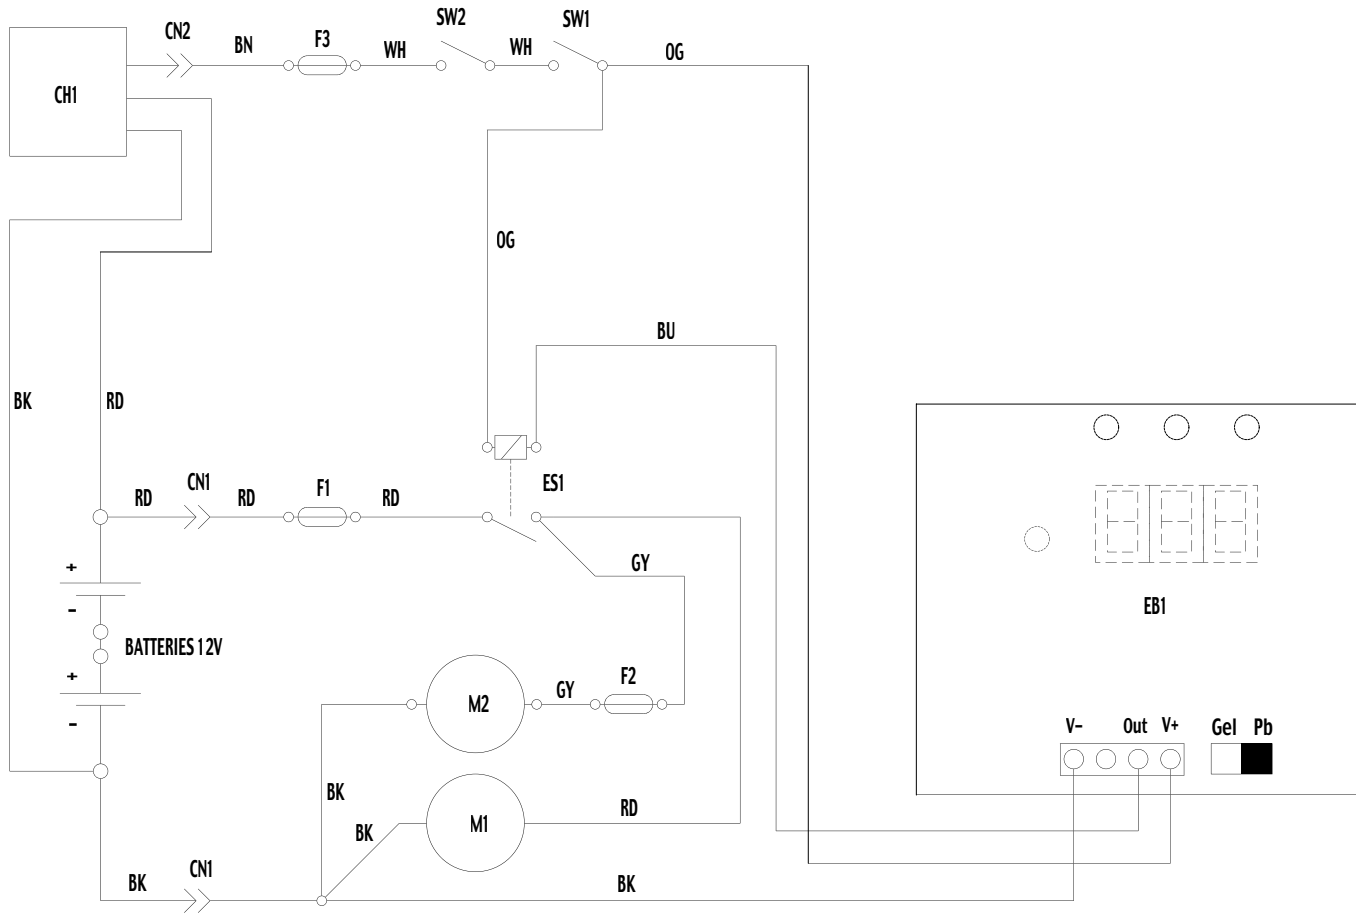 SW2
SW1
CN2
F3
BN
WH
WH
OG
CH1
OG
BU
BK
RD
CN1
F1
ES1
RD
RD
RD
+
GY
-
EB1
BATTERIES 12V
+
F2
GY
M2
-
V-
Out
V+
Gel
Pb
BK
RD
M1
BK
CN1
BK
BK